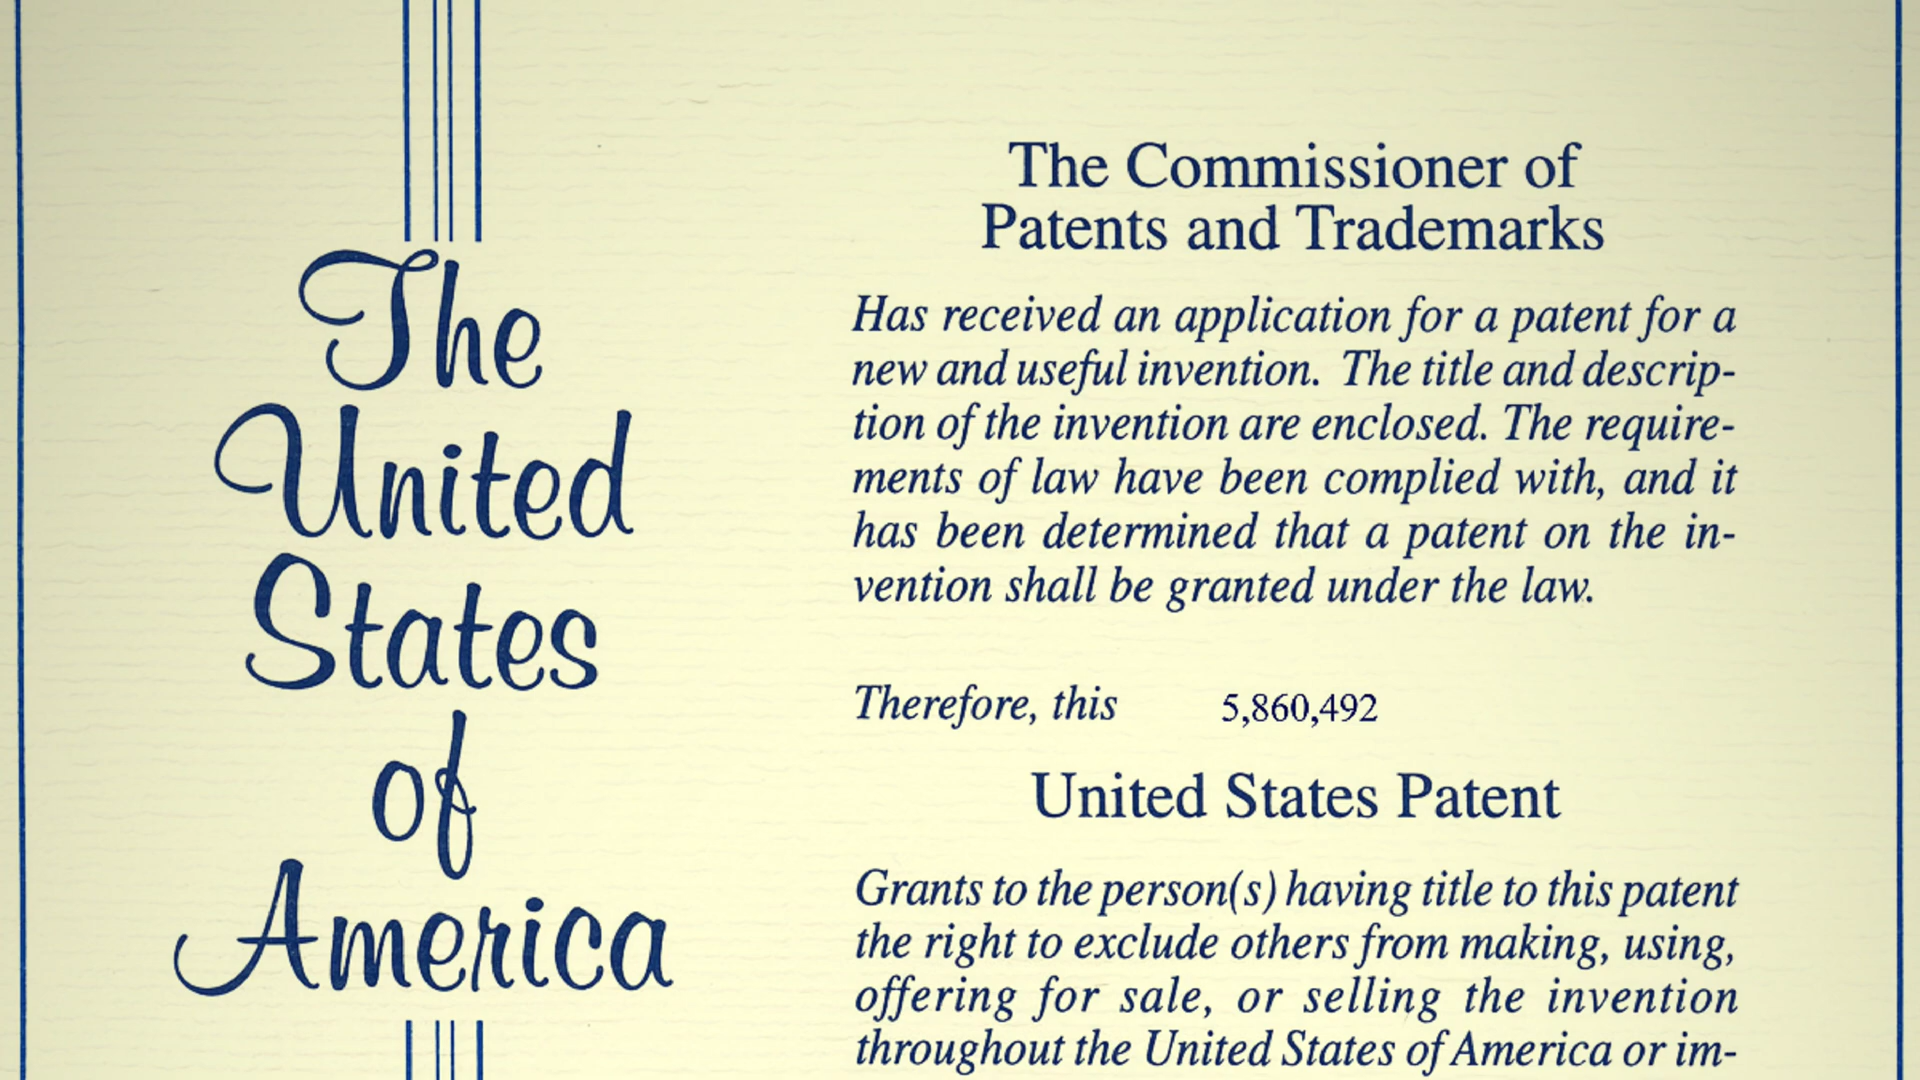 The
United
States
of
America
The Commissioner of
Patents and Trademarks
Has received an application for a patent for a
new and useful invention. The title and descrip-
tion of the invention are enclosed. The require-
ments of law have been complied with, and it
has been determined that a patent on the in-
vention shall be granted under the law.
Therefore, this 5,860,492
United States Patent
Grants to the person(s) having title to this patent
the right to exclude others from making, using,
offering for sale, or selling the invention
throughout the United States of America or im-